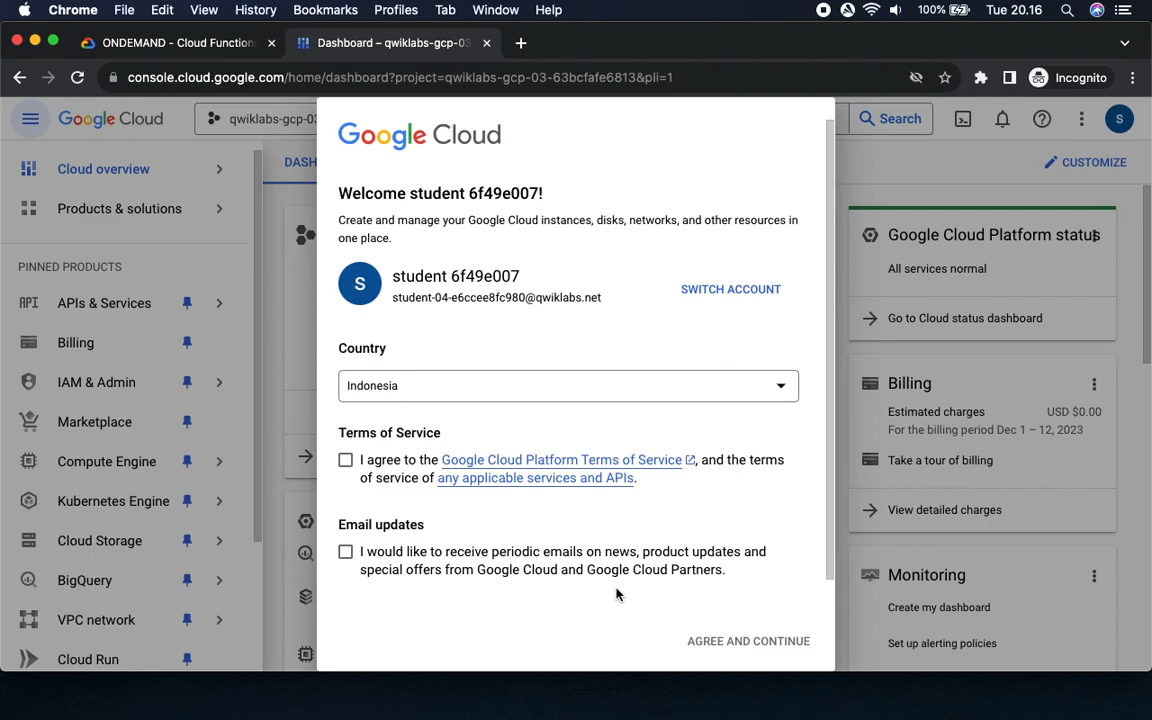 Chrome File Edit View History Bookmarks Profiles Tab Window Help 100% Tue 20.16
ONDEMAND - Cloud Function Dashboard – qwiklabs-gcp-03
console.cloud.google.com/home/dashboard?project=qwiklabs-gcp-03-63bcfafe6813&pli=1 Incognito
Google Cloud qwiklabs-gcp-03 Search S
Cloud overview
Products & solutions
PINNED PRODUCTS
APIs & Services
Billing
IAM & Admin
Marketplace
Compute Engine
Kubernetes Engine
Cloud Storage
BigQuery
VPC network
Cloud Run
DASH
CUSTOMIZE
Google Cloud
Welcome student 6f49e007!
Create and manage your Google Cloud instances, disks, networks, and other resources in
one place.
S
student 6f49e007
student-04-e6ccee8fc980@qwiklabs.net
SWITCH ACCOUNT
Country
Indonesia
Terms of Service
I agree to the Google Cloud Platform Terms of Service, and the terms
of service of any applicable services and APIs.
Email updates
I would like to receive periodic emails on news, product updates and
special offers from Google Cloud and Google Cloud Partners.
AGREE AND CONTINUE
Google Cloud Platform status
All services normal
Go to Cloud status dashboard
Billing
Estimated charges USD $0.00
For the billing period Dec 1 – 12, 2023
Take a tour of billing
View detailed charges
Monitoring
Create my dashboard
Set up alerting policies